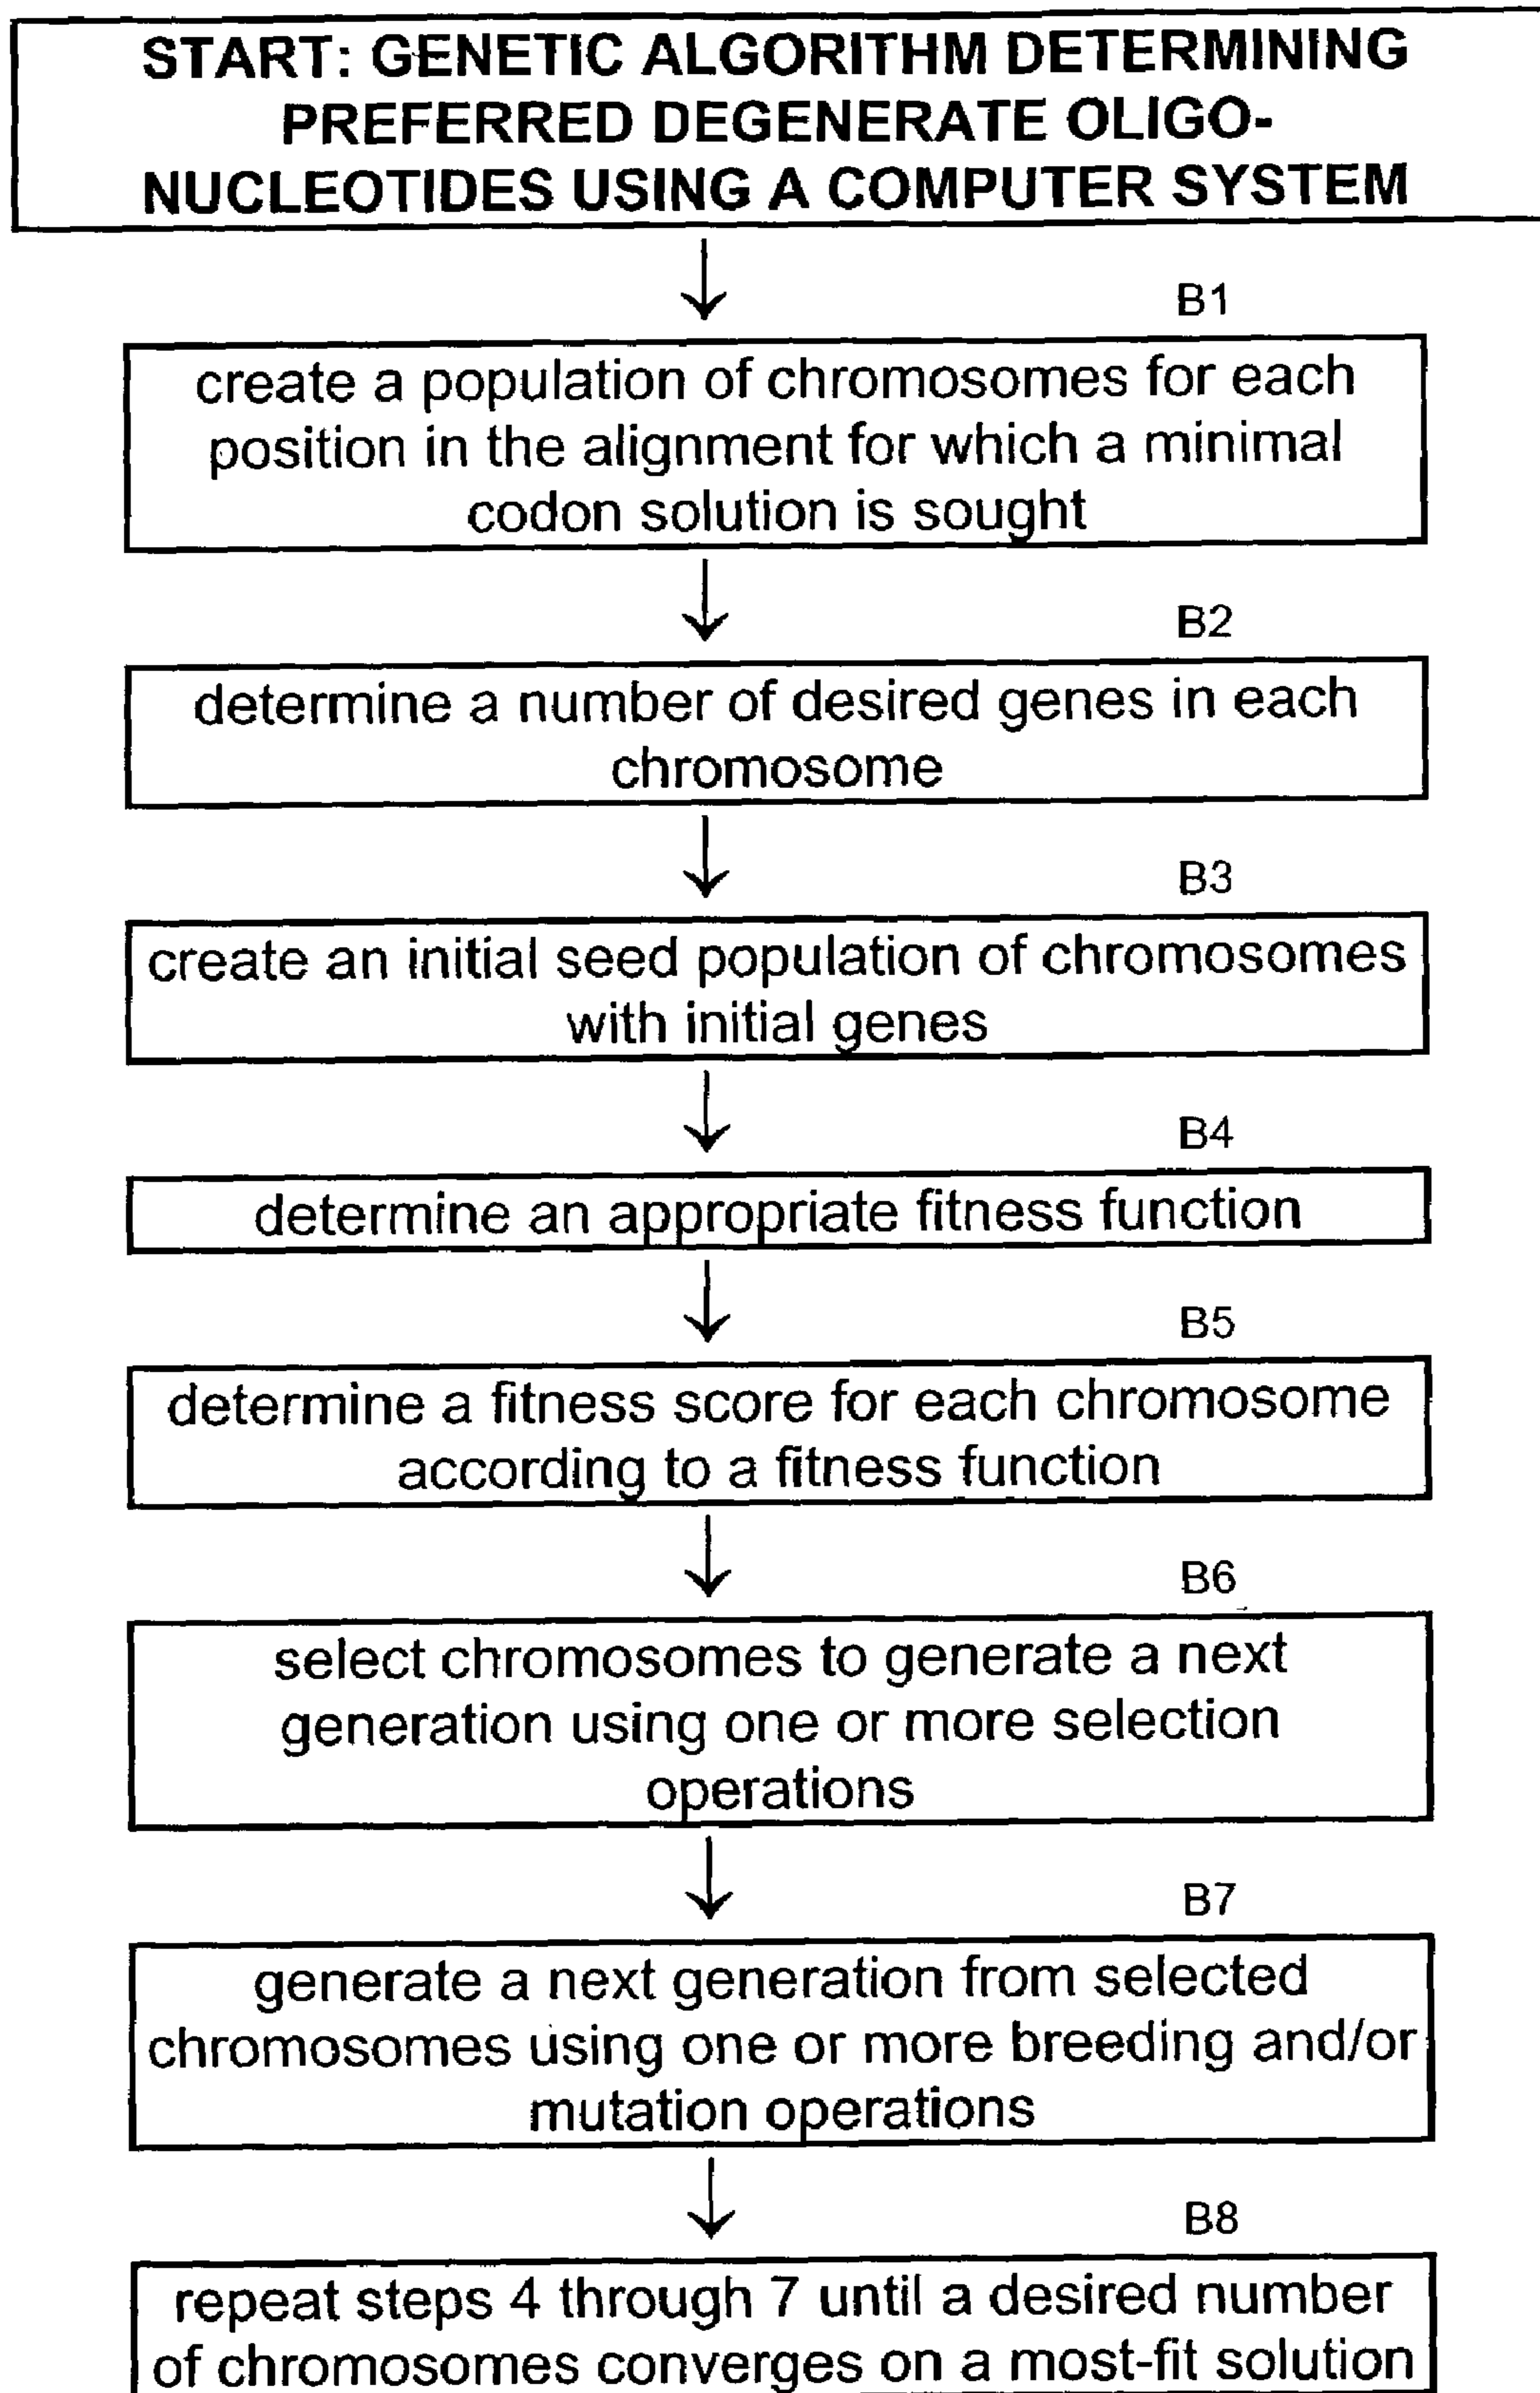 START: GENETIC ALGORITHM DETERMINING
PREFERRED DEGENERATE OLIGO-
NUCLEOTIDES USING A COMPUTER SYSTEM
B1
create a population of chromosomes for each
position in the alignment for which a minimal
codon solution is sought
B2
determine a number of desired genes in each
chromosome
B3
create an initial seed population of chromosomes
with initial genes
B4
determine an appropriate fitness function
B5
determine a fitness score for each chromosome
according to a fitness function
B6
select chromosomes to generate a next
generation using one or more selection
operations
B7
generate a next generation from selected
chromosomes using one or more breeding and/or
mutation operations
B8
repeat steps 4 through 7 until a desired number
of chromosomes converges on a most-fit solution